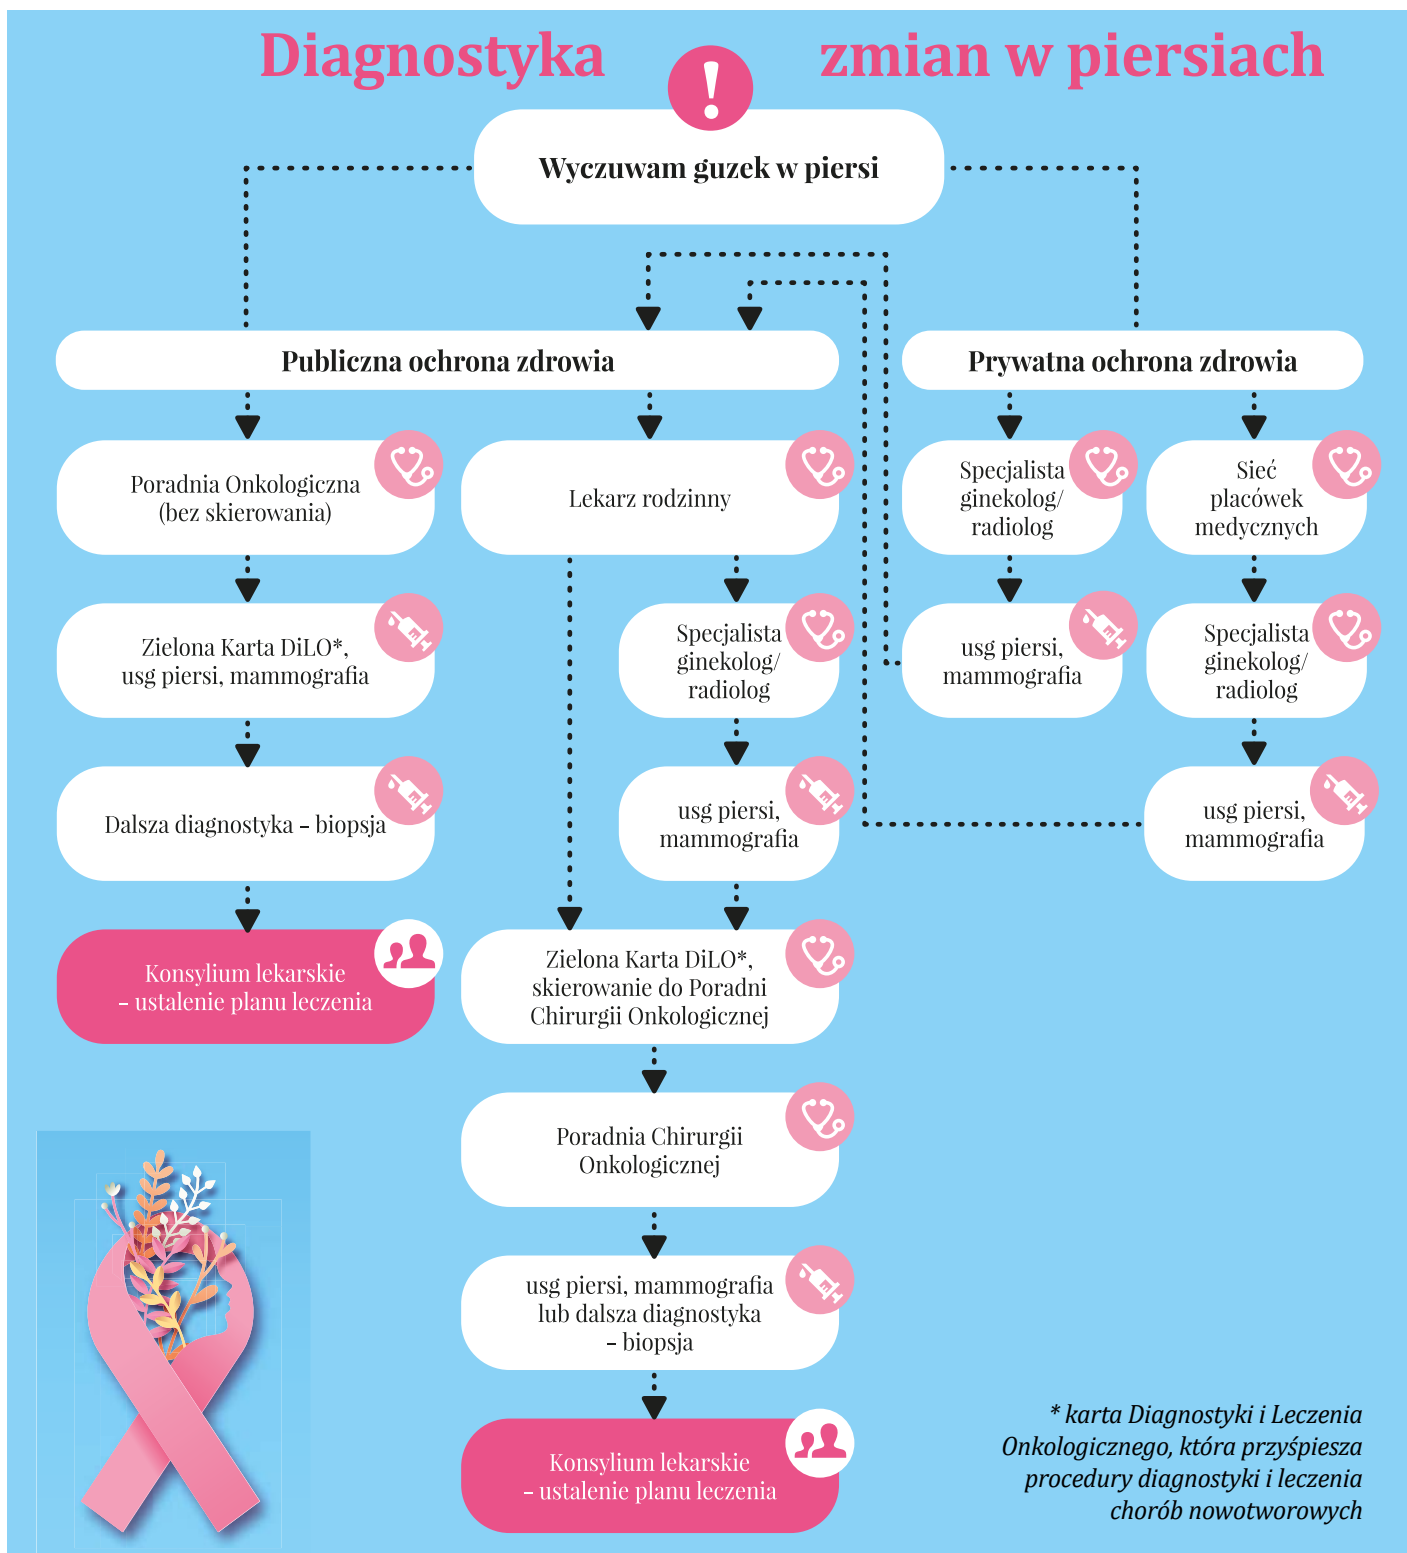 Diagnostyka zmian w piersiach
!
Wyczuwam guzek w piersi
Publiczna ochrona zdrowia
Prywatna ochrona zdrowia
Poradnia Onkologiczna
(bez skierowania)
Zielona Karta DiLO*,
usg piersi, mammografia
Dalsza diagnostyka – biopsja
Konsylium lekarskie
– ustalenie planu leczenia
Lekarz rodzinny
Specjalista
ginekolog/
radiolog
usg piersi,
mammografia
Zielona Karta DiLO*,
skierowanie do Poradni
Chirurgii Onkologicznej
Poradnia Chirurgii
Onkologicznej
usg piersi, mammografia
lub dalsza diagnostyka
– biopsja
Konsylium lekarskie
– ustalenie planu leczenia
Specjalista
ginekolog/
radiolog
usg piersi,
mammografia
Sieć
placówek
medycznych
Specjalista
ginekolog/
radiolog
usg piersi,
mammografia
* karta Diagnostyki i Leczenia
Onkologicznego, która przyśpiesza
procedury diagnostyki i leczenia
chorób nowotworowych